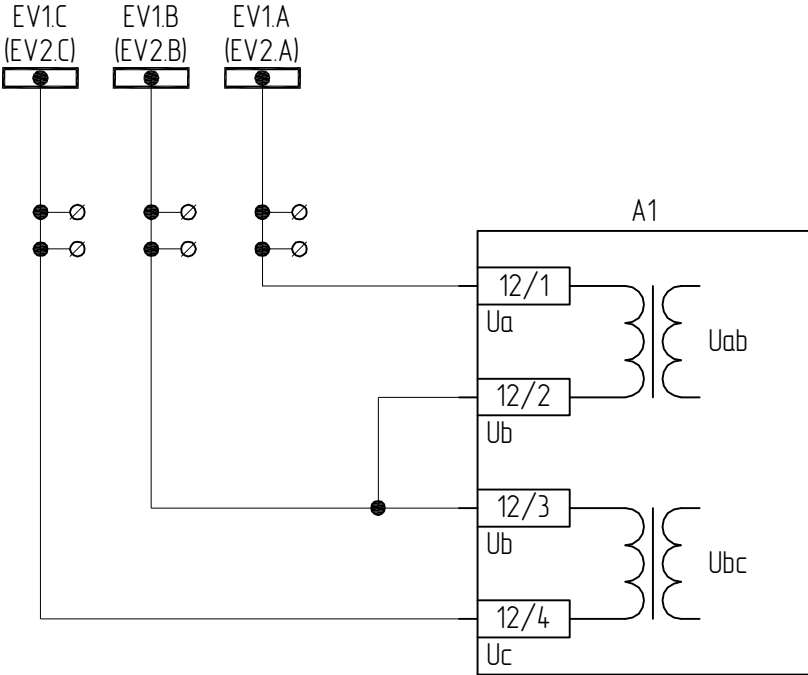 EV1.C EV1.B EV1.A
(EV2.C) (EV2.B) (EV2.A)
A1
12/1
Ua
Uab
12/2
Ub
12/3
Ub
Ubc
12/4
Uc